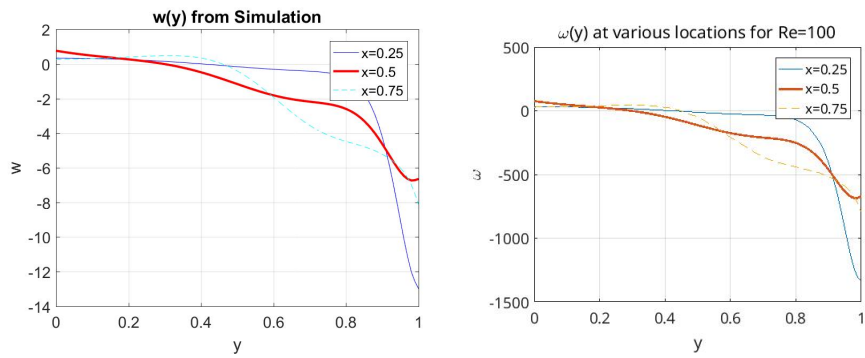 w(y) from Simulation
2
0
-2
-4
-6
-8
-10
-12
-14
w
0
0.2
0.4
0.6
0.8
1
y
x=0.25
x=0.5
x=0.75
ω(y) at various locations for Re=100
500
0
-500
-1000
-1500
ω
0
0.2
0.4
0.6
0.8
1
y
x=0.25
x=0.5
x=0.75